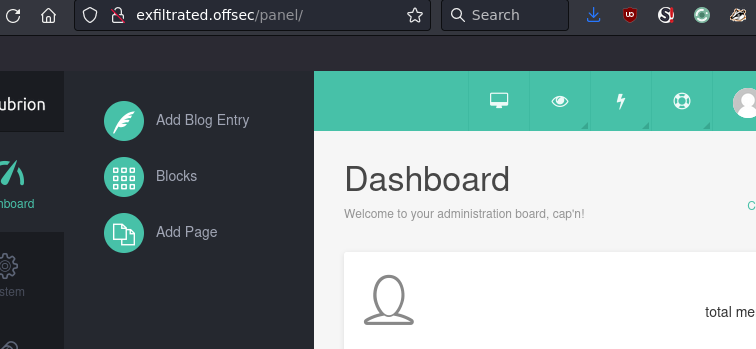 exfiltrated.offsec/panel/
Search
ubrion
Add Blog Entry
Blocks
Add Page
nboard
stem
Dashboard
Welcome to your administration board, cap'n!
C
total me